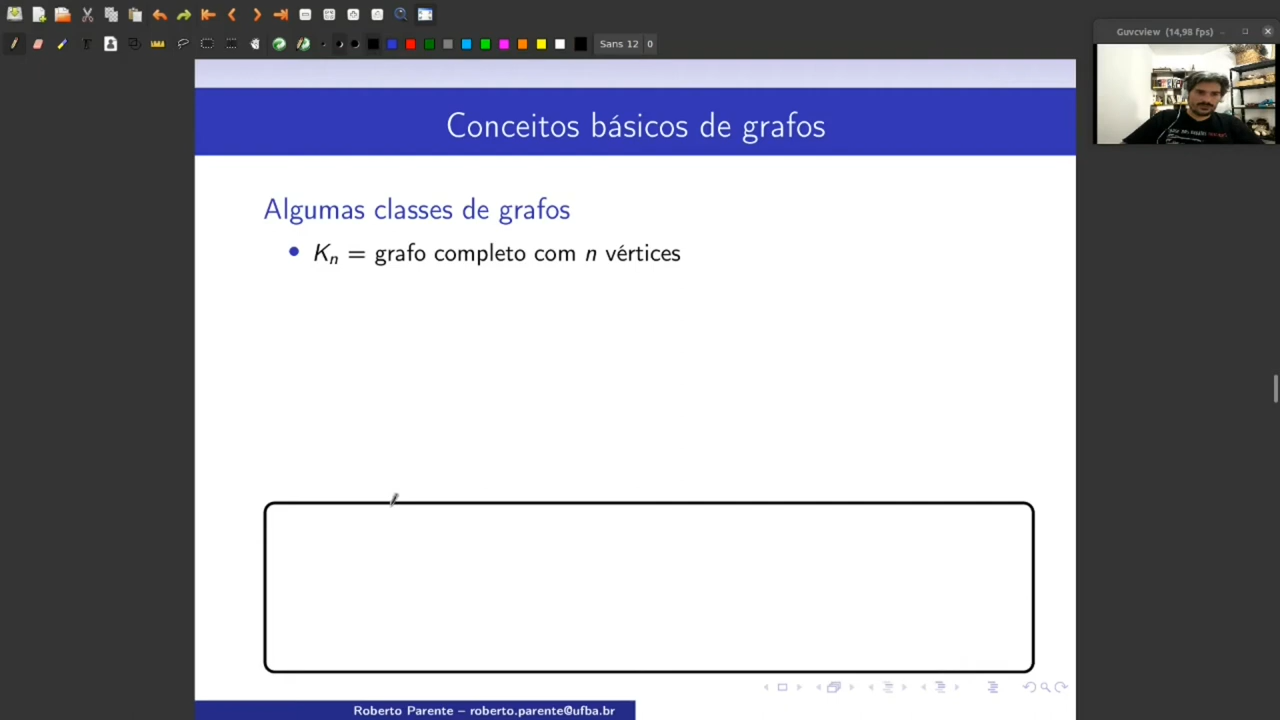 Sans 12 0
Guvcview (14,98 fps)
Conceitos básicos de grafos
Algumas classes de grafos
• Kₙ = grafo completo com n vértices
Roberto Parente – roberto.parente@ufba.br